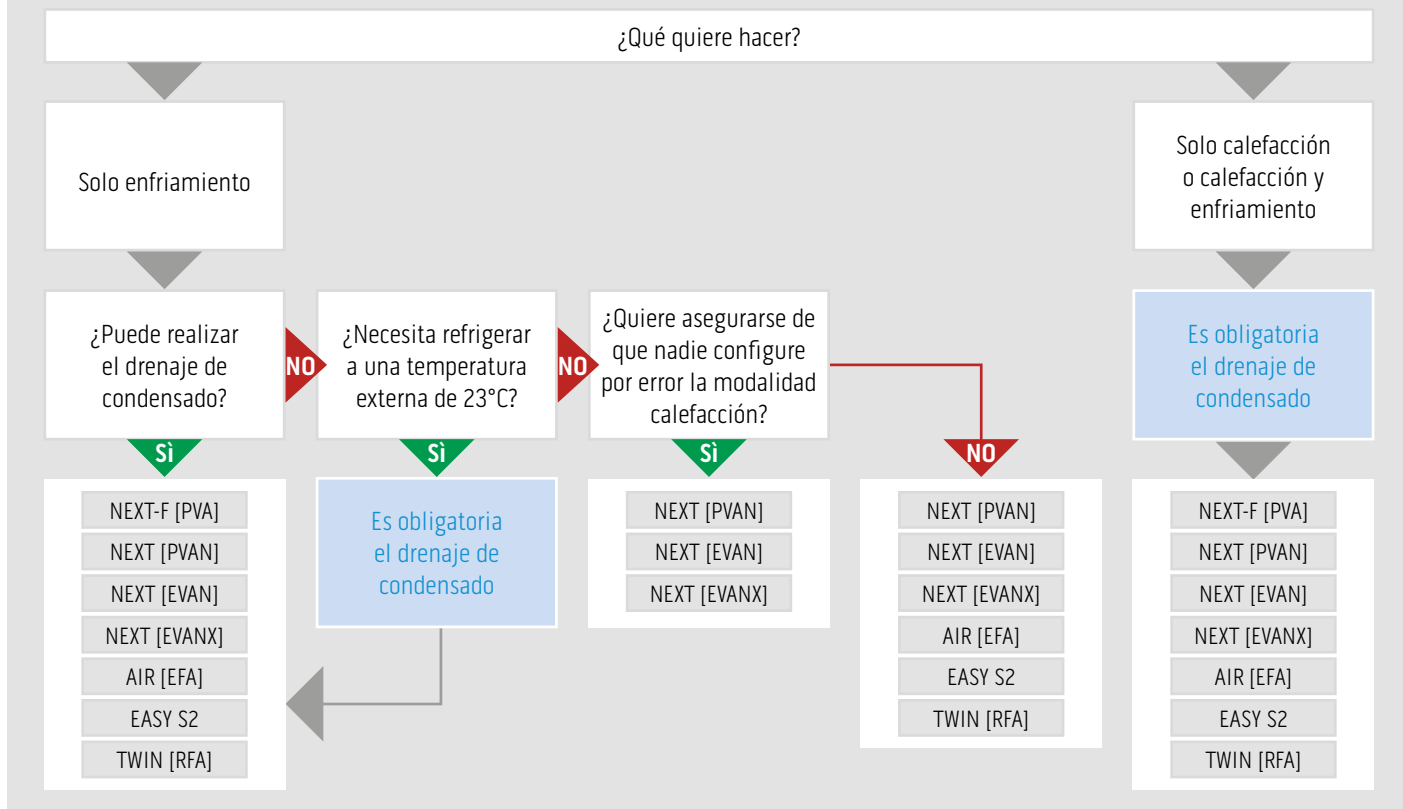 ¿Qué quiere hacer?
Solo enfriamiento
Solo calefacción
o calefacción y
enfriamiento
¿Puede realizar
el drenaje de
condensado?
NO
¿Necesita refrigerar
a una temperatura
externa de 23°C?
NO
¿Quiere asegurarse de
que nadie configure
por error la modalidad
calefacción?
Es obligatoria
el drenaje de
condensado
Sì
Sì
Sì
NO
NEXT-F [PVA]
NEXT [PVAN]
NEXT [EVAN]
NEXT [EVANX]
AIR [EFA]
EASY S2
TWIN [RFA]
Es obligatoria
el drenaje de
condensado
NEXT [PVAN]
NEXT [EVAN]
NEXT [EVANX]
NEXT [PVAN]
NEXT [EVAN]
NEXT [EVANX]
AIR [EFA]
EASY S2
TWIN [RFA]
NEXT-F [PVA]
NEXT [PVAN]
NEXT [EVAN]
NEXT [EVANX]
AIR [EFA]
EASY S2
TWIN [RFA]